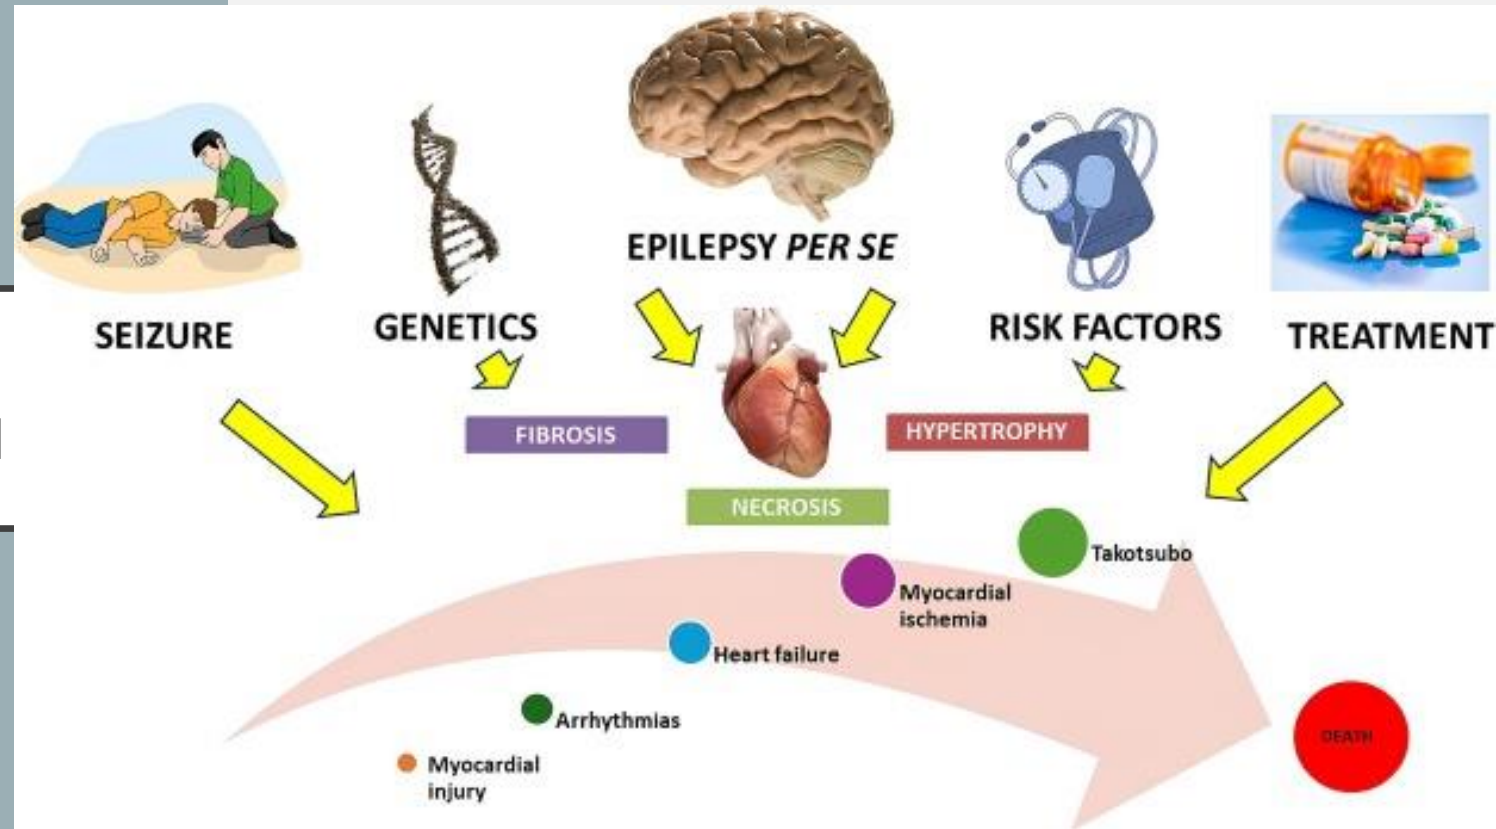 EPILEPSY PER SE
SEIZURE
GENETICS
RISK FACTORS
TREATMENT
FIBROSIS
HYPERTROPHY
NECROSIS
Takotsubo
Myocardial
ischemia
Heart failure
Arrhythmias
Myocardial
injury
DEATH